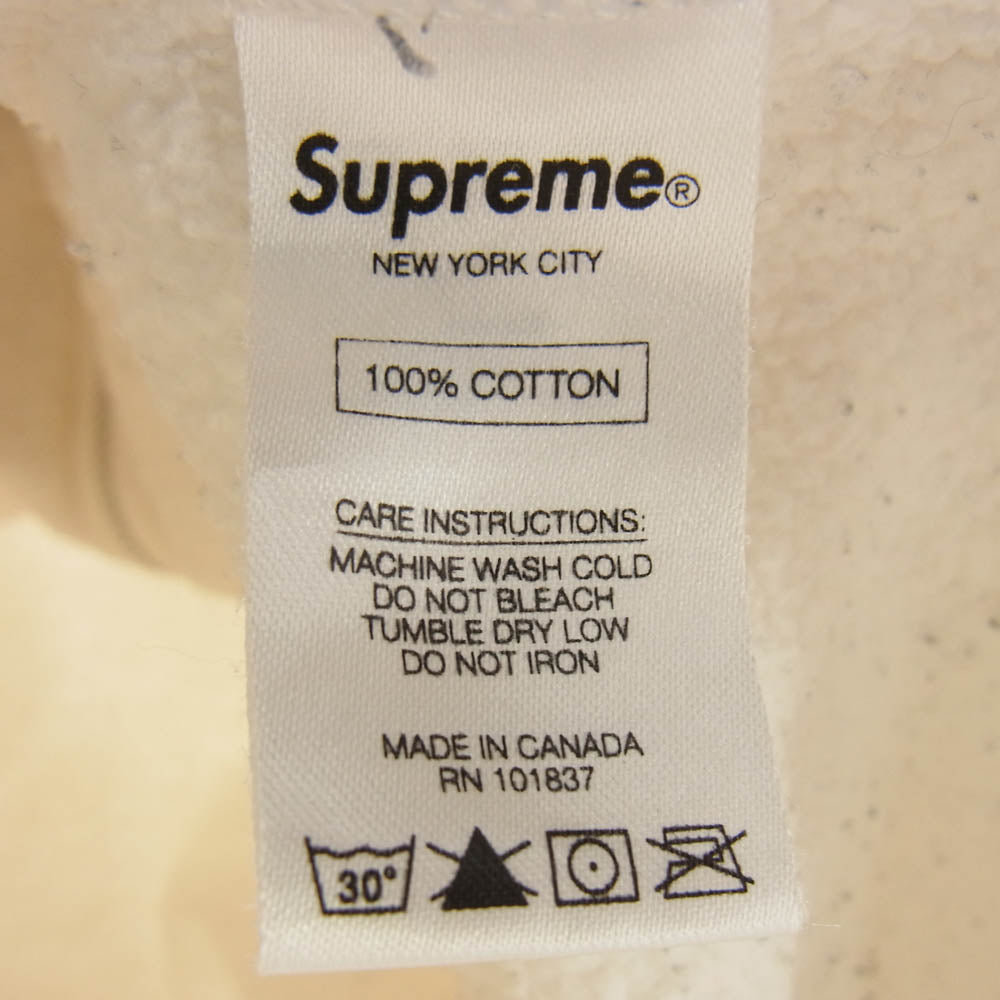 Supreme®
NEW YORK CITY
100% COTTON
CARE INSTRUCTIONS:
MACHINE WASH COLD
DO NOT BLEACH
TUMBLE DRY LOW
DO NOT IRON
MADE IN CANADA
RN 101837
30°